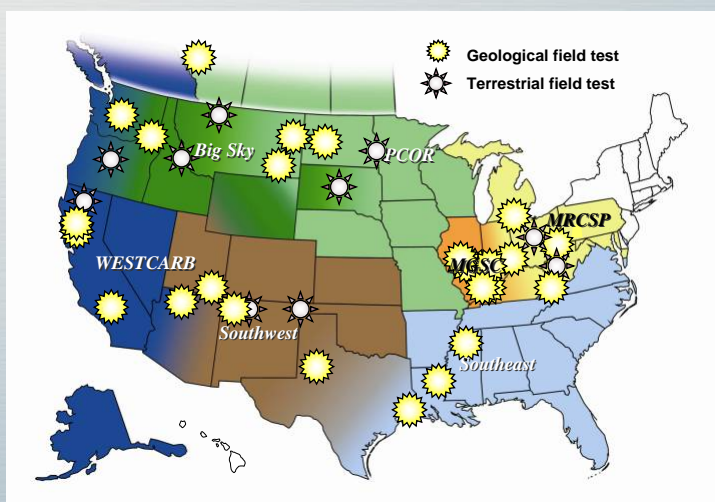 Geological field test
Terrestrial field test
Big Sky
PCOR
MRCSP
WESTCARB
MGSC
Southwest
Southeast